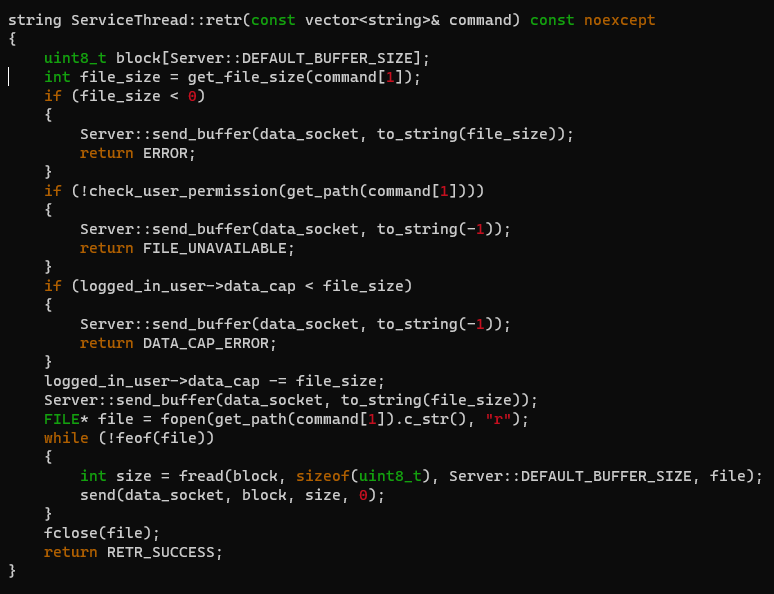 string ServiceThread::retr(const vector<string>& command) const noexcept
{
    uint8_t block[Server::DEFAULT_BUFFER_SIZE];
    int file_size = get_file_size(command[1]);
    if (file_size < 0)
    {
        Server::send_buffer(data_socket, to_string(file_size));
        return ERROR;
    }
    if (!check_user_permission(get_path(command[1])))
    {
        Server::send_buffer(data_socket, to_string(-1));
        return FILE_UNAVAILABLE;
    }
    if (logged_in_user->data_cap < file_size)
    {
        Server::send_buffer(data_socket, to_string(-1));
        return DATA_CAP_ERROR;
    }
    logged_in_user->data_cap -= file_size;
    Server::send_buffer(data_socket, to_string(file_size));
    FILE* file = fopen(get_path(command[1]).c_str(), "r");
    while (!feof(file))
    {
        int size = fread(block, sizeof(uint8_t), Server::DEFAULT_BUFFER_SIZE, file);
        send(data_socket, block, size, 0);
    }
    fclose(file);
    return RETR_SUCCESS;
}